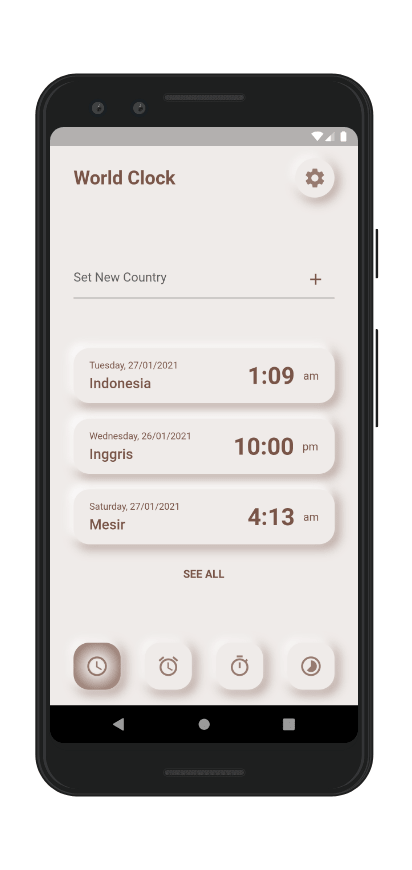 World Clock
Set New Country
Tuesday, 27/01/2021
Indonesia
1:09 am
Wednesday, 26/01/2021
Inggris
10:00 pm
Saturday, 27/01/2021
Mesir
4:13 am
SEE ALL